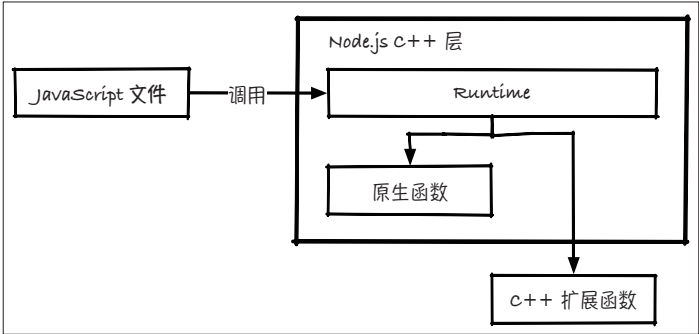 Node.js C++ 层
JavaScript 文件
调用
Runtime
原生函数
C++ 扩展函数